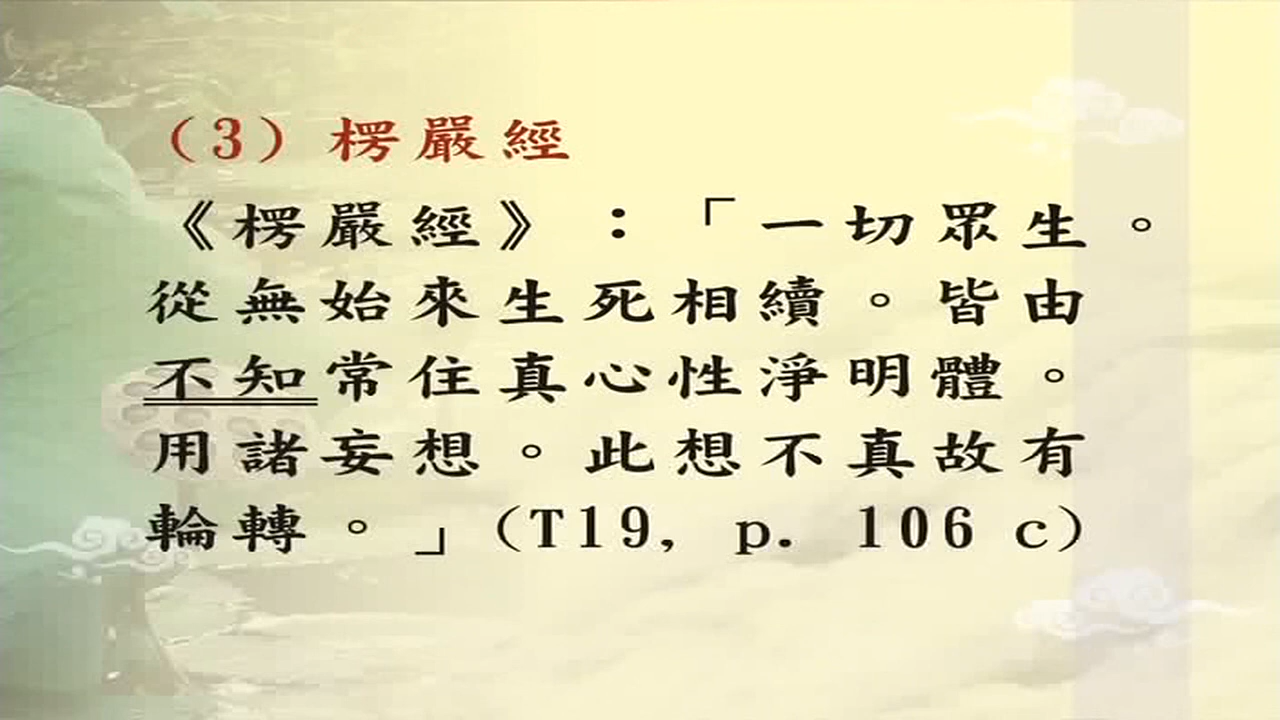 （3）楞嚴經
《楞嚴經》：「一切眾生。
從無始來生死相續。皆由
不知常住真心性淨明體。
用諸妄想。此想不真故有
輪轉。」(T19, p. 106 c)